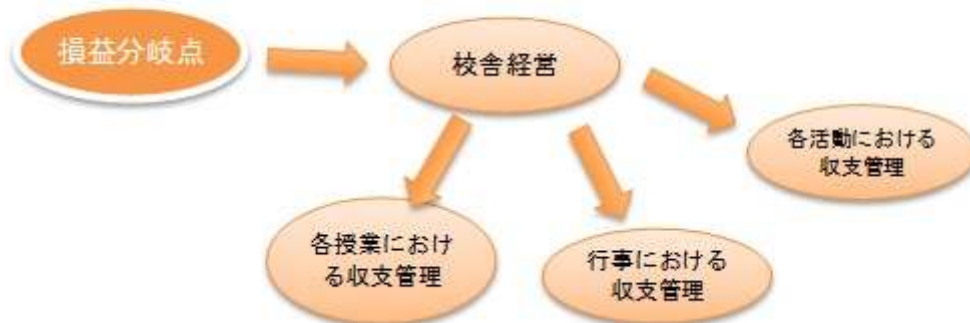 損益分岐点
校舎経営
各活動における
収支管理
各授業におけ
る収支管理
行事における
収支管理